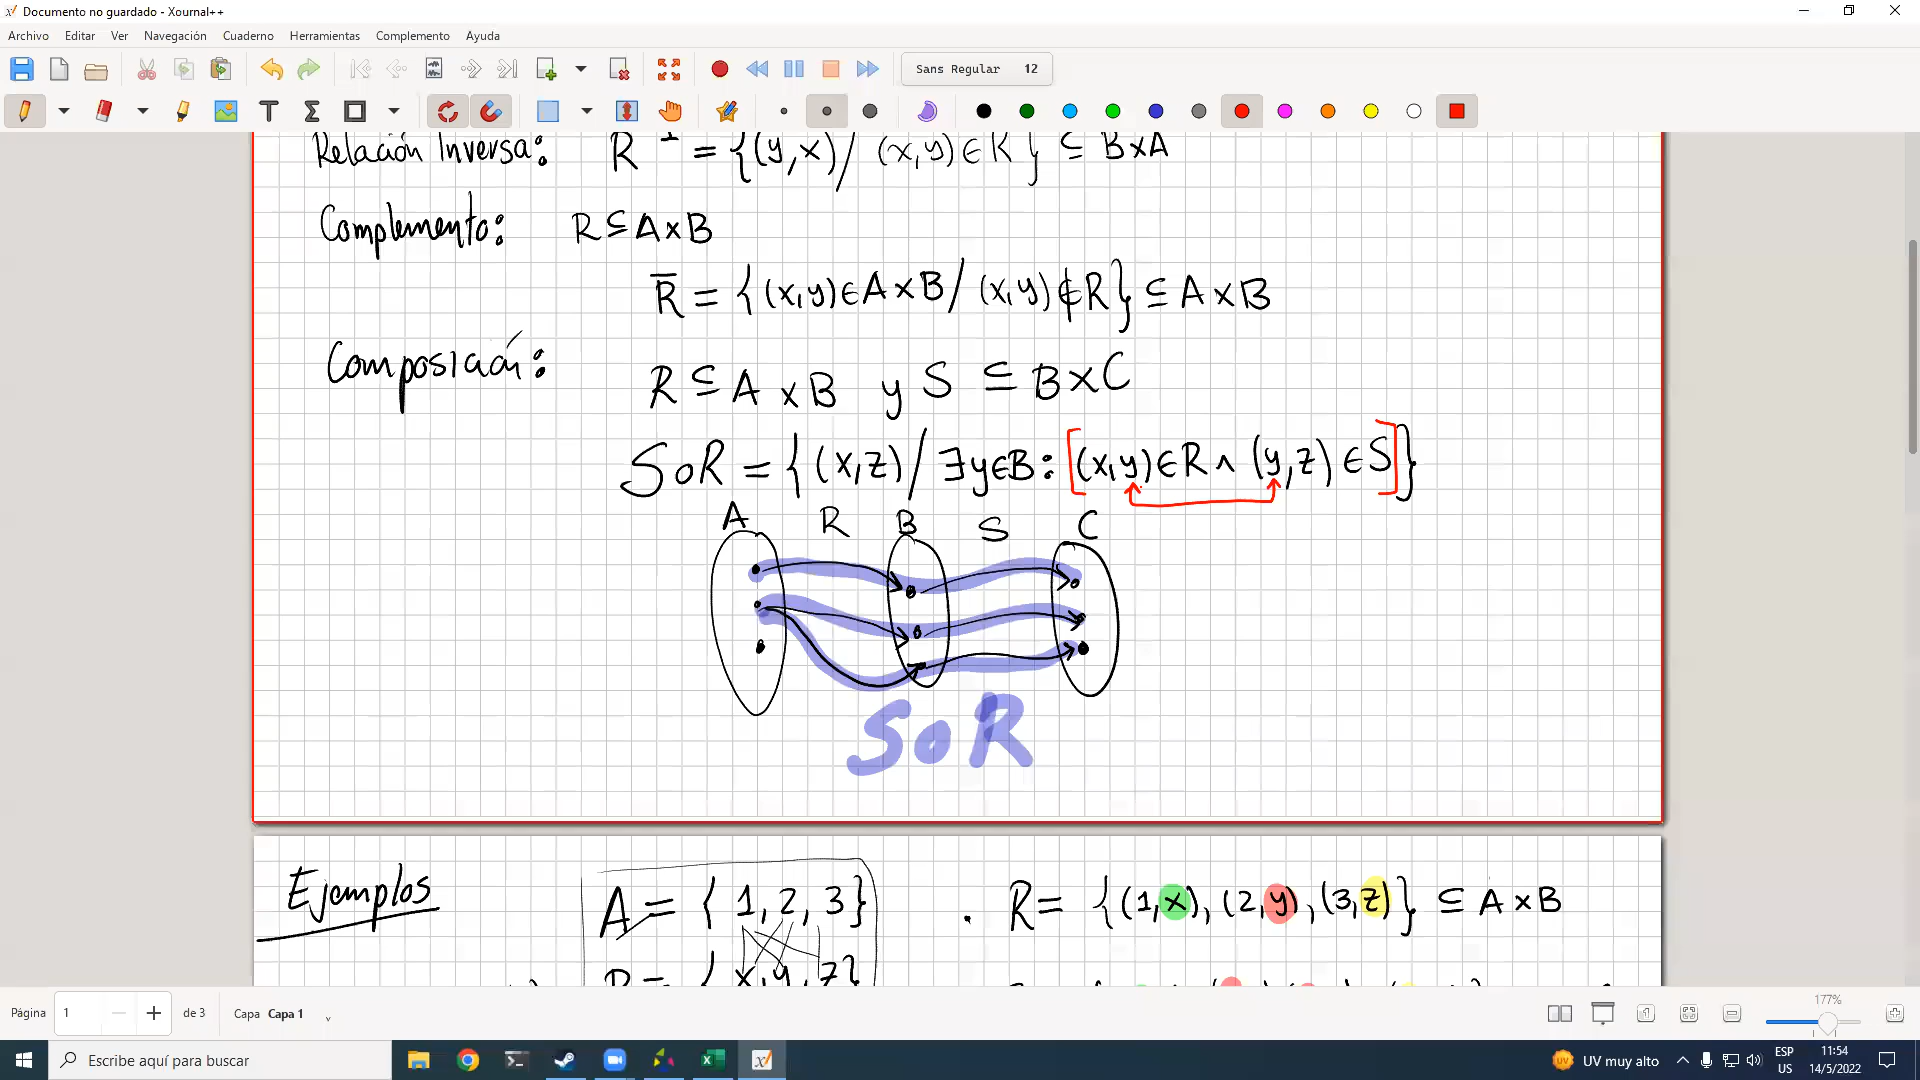 Documento no guardado - Xournal++
Archivo Editar Ver Navegación Cuaderno Herramientas Complemento Ayuda
Sans Regular 12
Relación Inversa: R⁻¹ = {(y,x) / (x,y) ∈ R} ⊆ B×A
Complemento: R ⊆ A×B
R̅ = {(x,y) ∈ A×B / (x,y) ∉ R} ⊆ A×B
Composición: R ⊆ A×B y S ⊆ B×C
SoR = {(x,z) / ∃y∈B: [(x,y)∈R ∧ (y,z)∈S]}
A R B S C
SoR
Ejemplos A = {1,2,3} . R = {(1,x), (2,y), (3,z)} ⊆ A×B
B = {x,y,z}
Página 1 de 3 Capa Capa 1 177%
Escribe aquí para buscar UV muy alto ESP US 11:54 14/5/2022